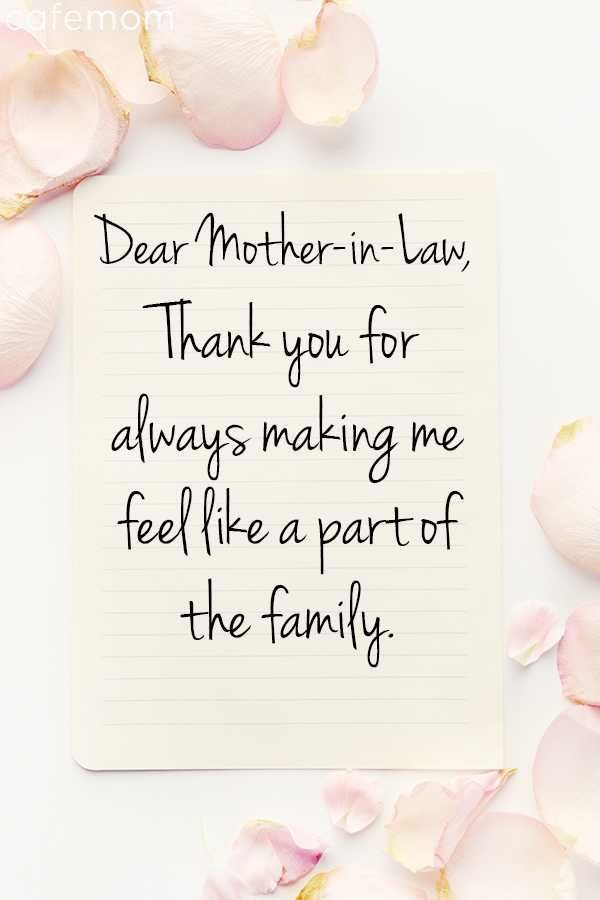 cafemom
Dear Mother-in-Law,
Thank you for
always making me
feel like a part of
the family.